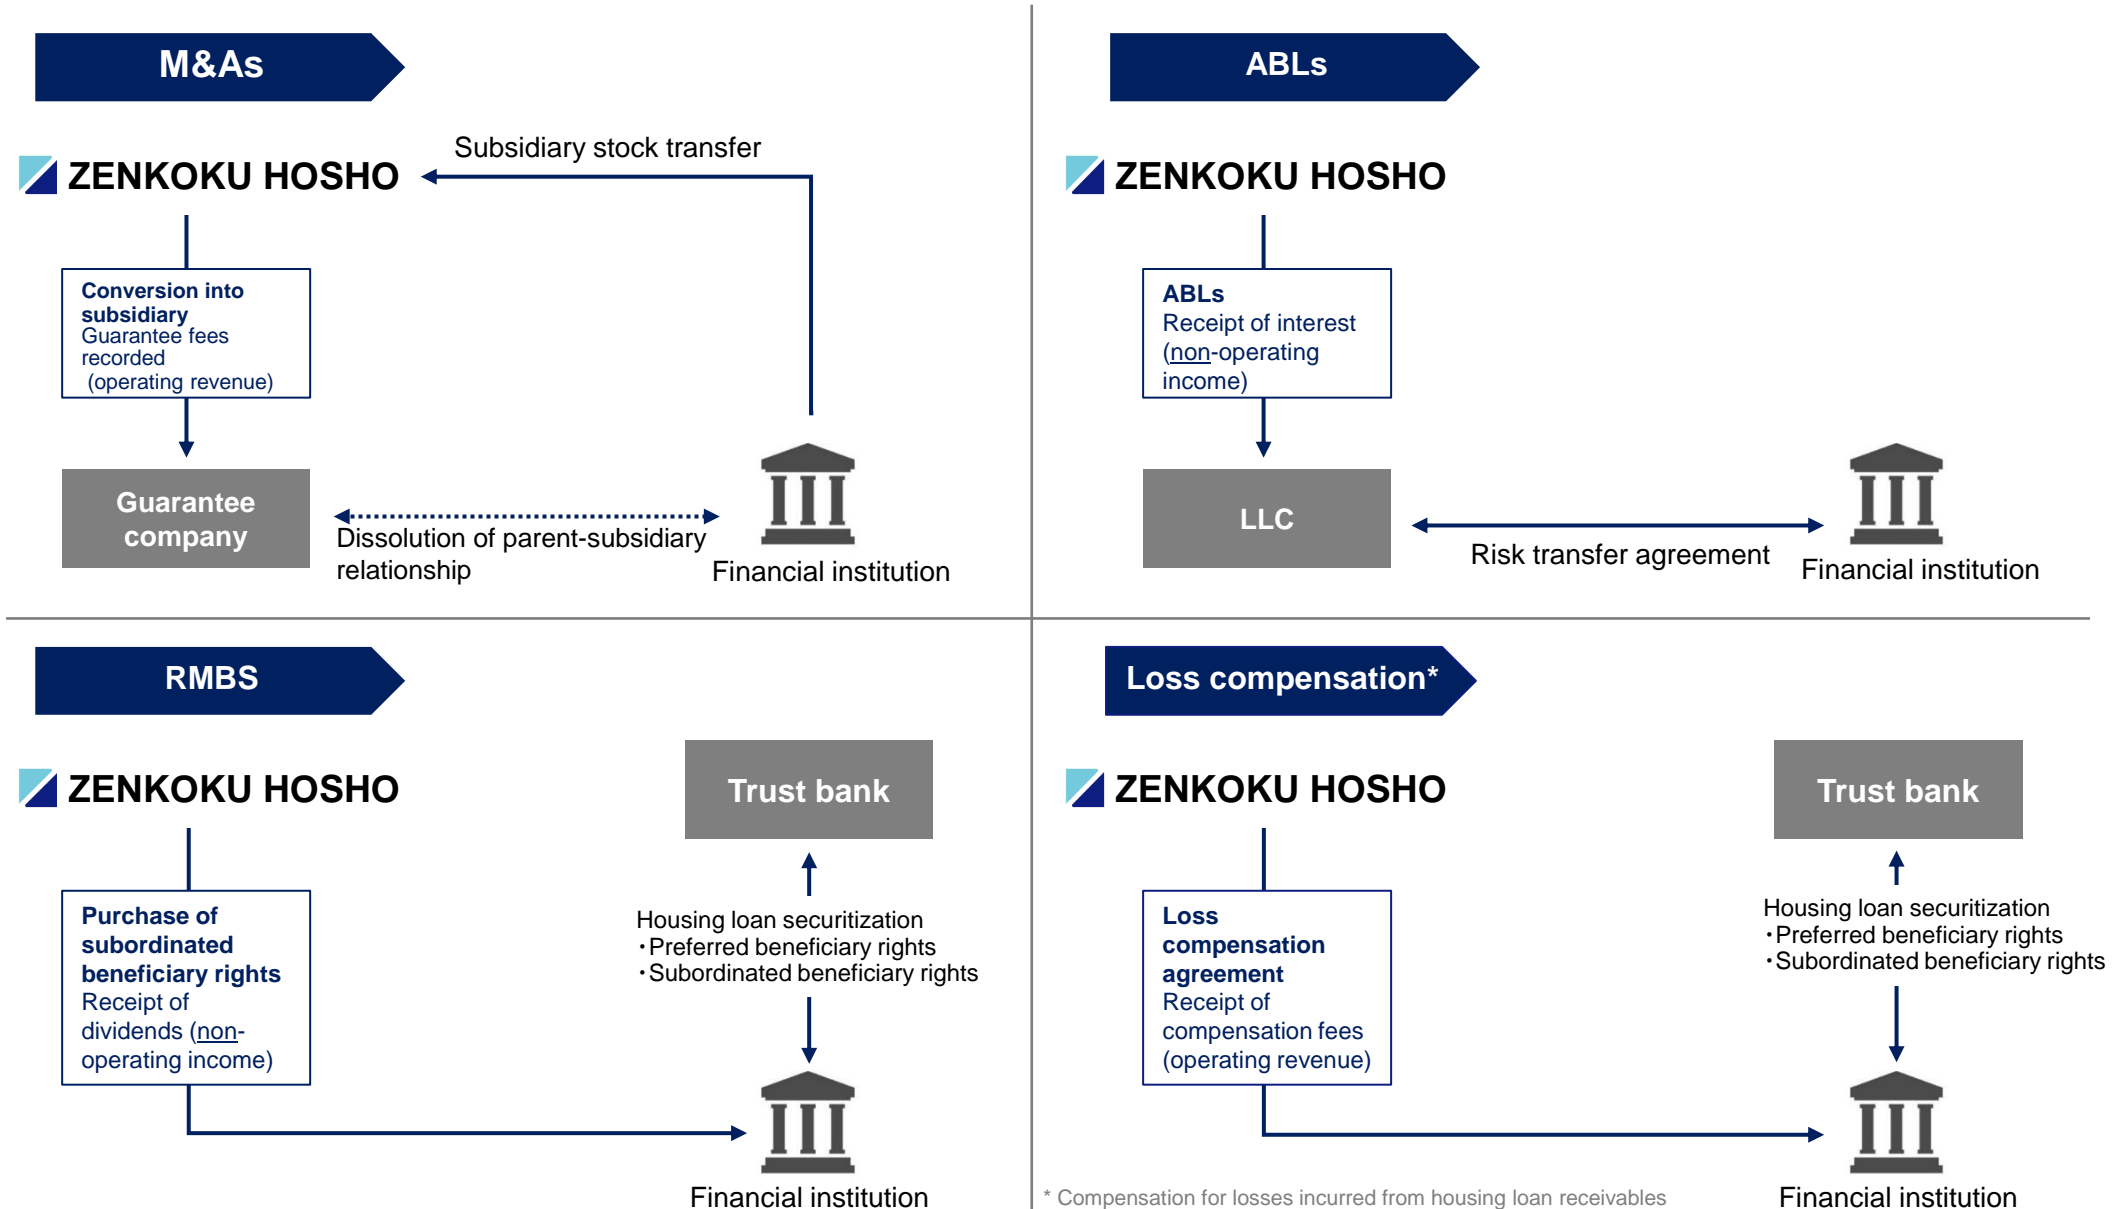 M&As
ZENKOKU HOSHO
Subsidiary stock transfer
Conversion into
subsidiary
Guarantee fees
recorded
(operating revenue)
Guarantee
company
Dissolution of parent-subsidiary
relationship
Financial institution
ABLs
ZENKOKU HOSHO
ABLs
Receipt of interest
(non-operating
income)
LLC
Risk transfer agreement
Financial institution
RMBS
ZENKOKU HOSHO
Trust bank
Purchase of
subordinated
beneficiary rights
Receipt of
dividends (non-
operating income)
Housing loan securitization
・Preferred beneficiary rights
・Subordinated beneficiary rights
Financial institution
Loss compensation*
ZENKOKU HOSHO
Trust bank
Loss
compensation
agreement
Receipt of
compensation fees
(operating revenue)
Housing loan securitization
・Preferred beneficiary rights
・Subordinated beneficiary rights
Financial institution
* Compensation for losses incurred from housing loan receivables